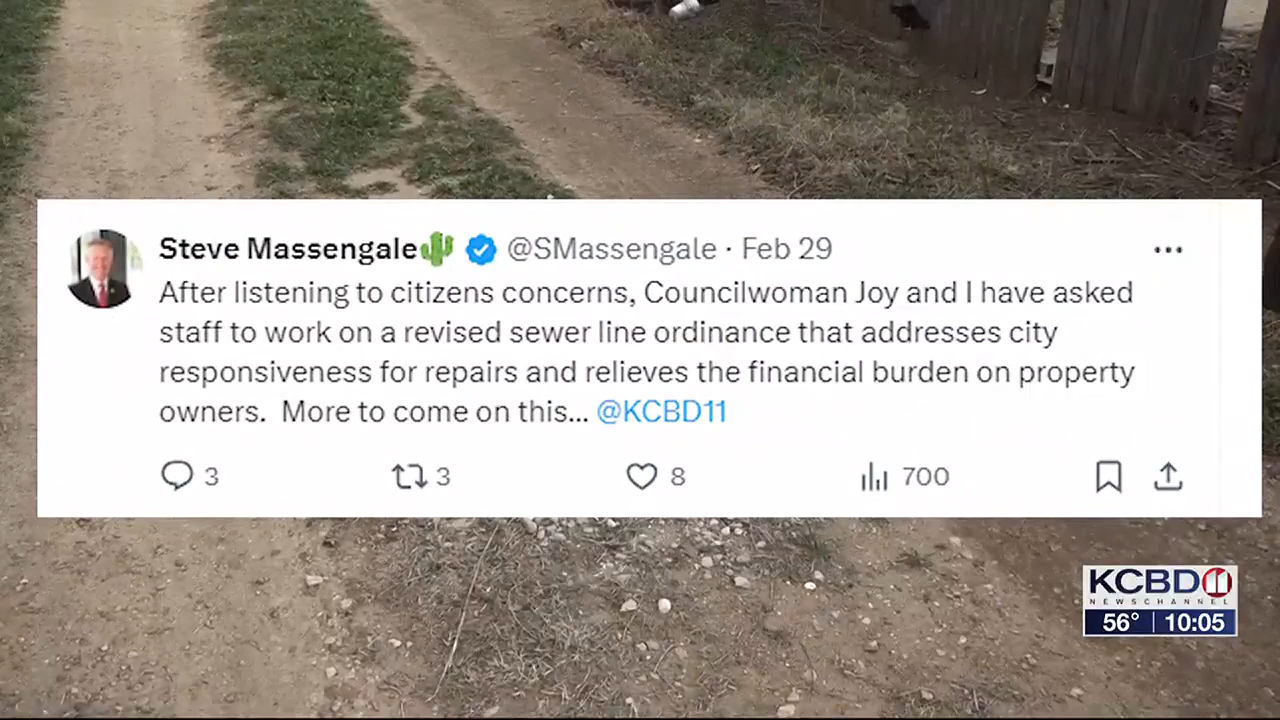 Steve Massengale🌵 @SMassengale · Feb 29
After listening to citizens concerns, Councilwoman Joy and I have asked
staff to work on a revised sewer line ordinance that addresses city
responsiveness for repairs and relieves the financial burden on property
owners.  More to come on this... @KCBD11
3 3 8 700
KCBD 11
NEWSCHANNEL
56° 10:05